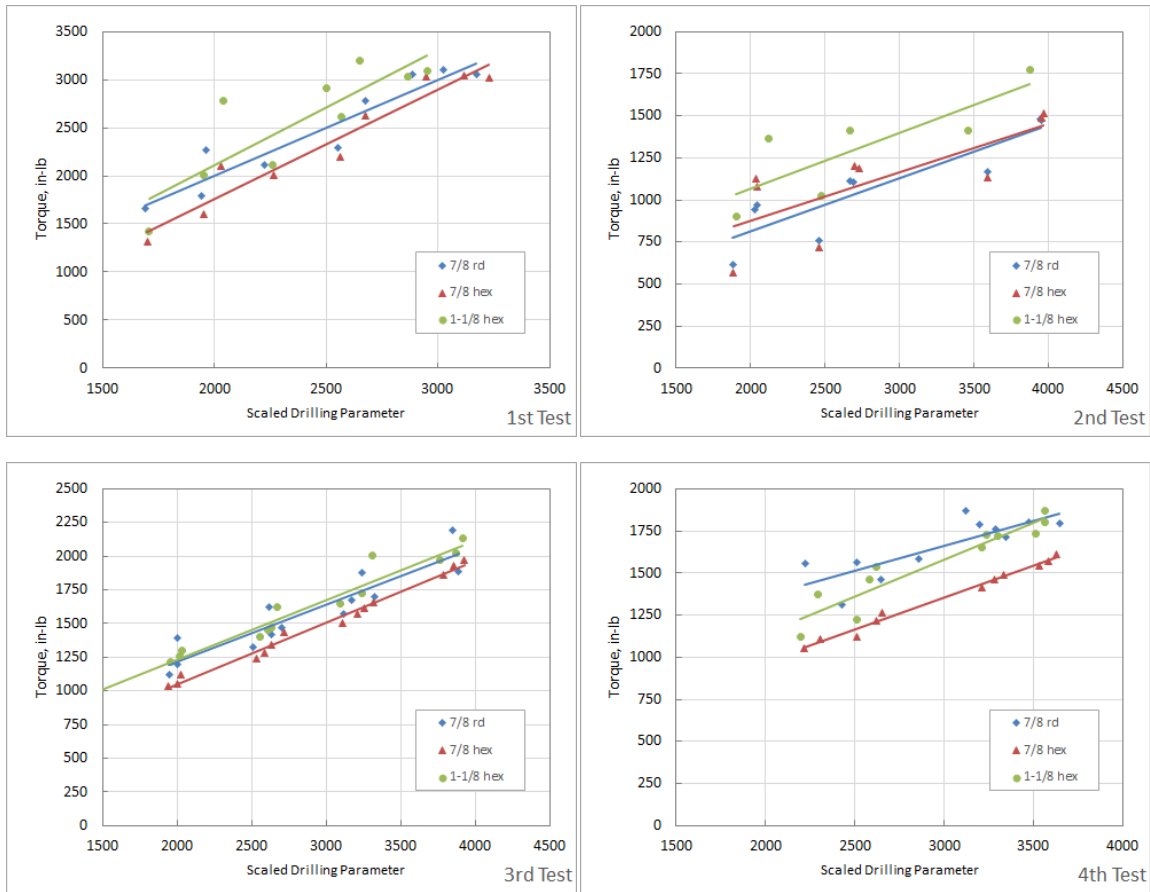 3500
3000
2500
2000
1500
1000
500
0
Torque, in-lb
7/8 rd
7/8 hex
1-1/8 hex
1500 2000 2500 3000 3500
Scaled Drilling Parameter
1st Test
2000
1750
1500
1250
1000
750
500
250
0
Torque, in-lb
7/8 rd
7/8 hex
1-1/8 hex
1500 2000 2500 3000 3500 4000 4500
Scaled Drilling Parameter
2nd Test
2500
2250
2000
1750
1500
1250
1000
750
500
250
0
Torque, in-lb
7/8 rd
7/8 hex
1-1/8 hex
1500 2000 2500 3000 3500 4000 4500
Scaled Drilling Parameter
3rd Test
2000
1750
1500
1250
1000
750
500
250
0
Torque, in-lb
7/8 rd
7/8 hex
1-1/8 hex
1500 2000 2500 3000 3500 4000
Scaled Drilling Parameter
4th Test